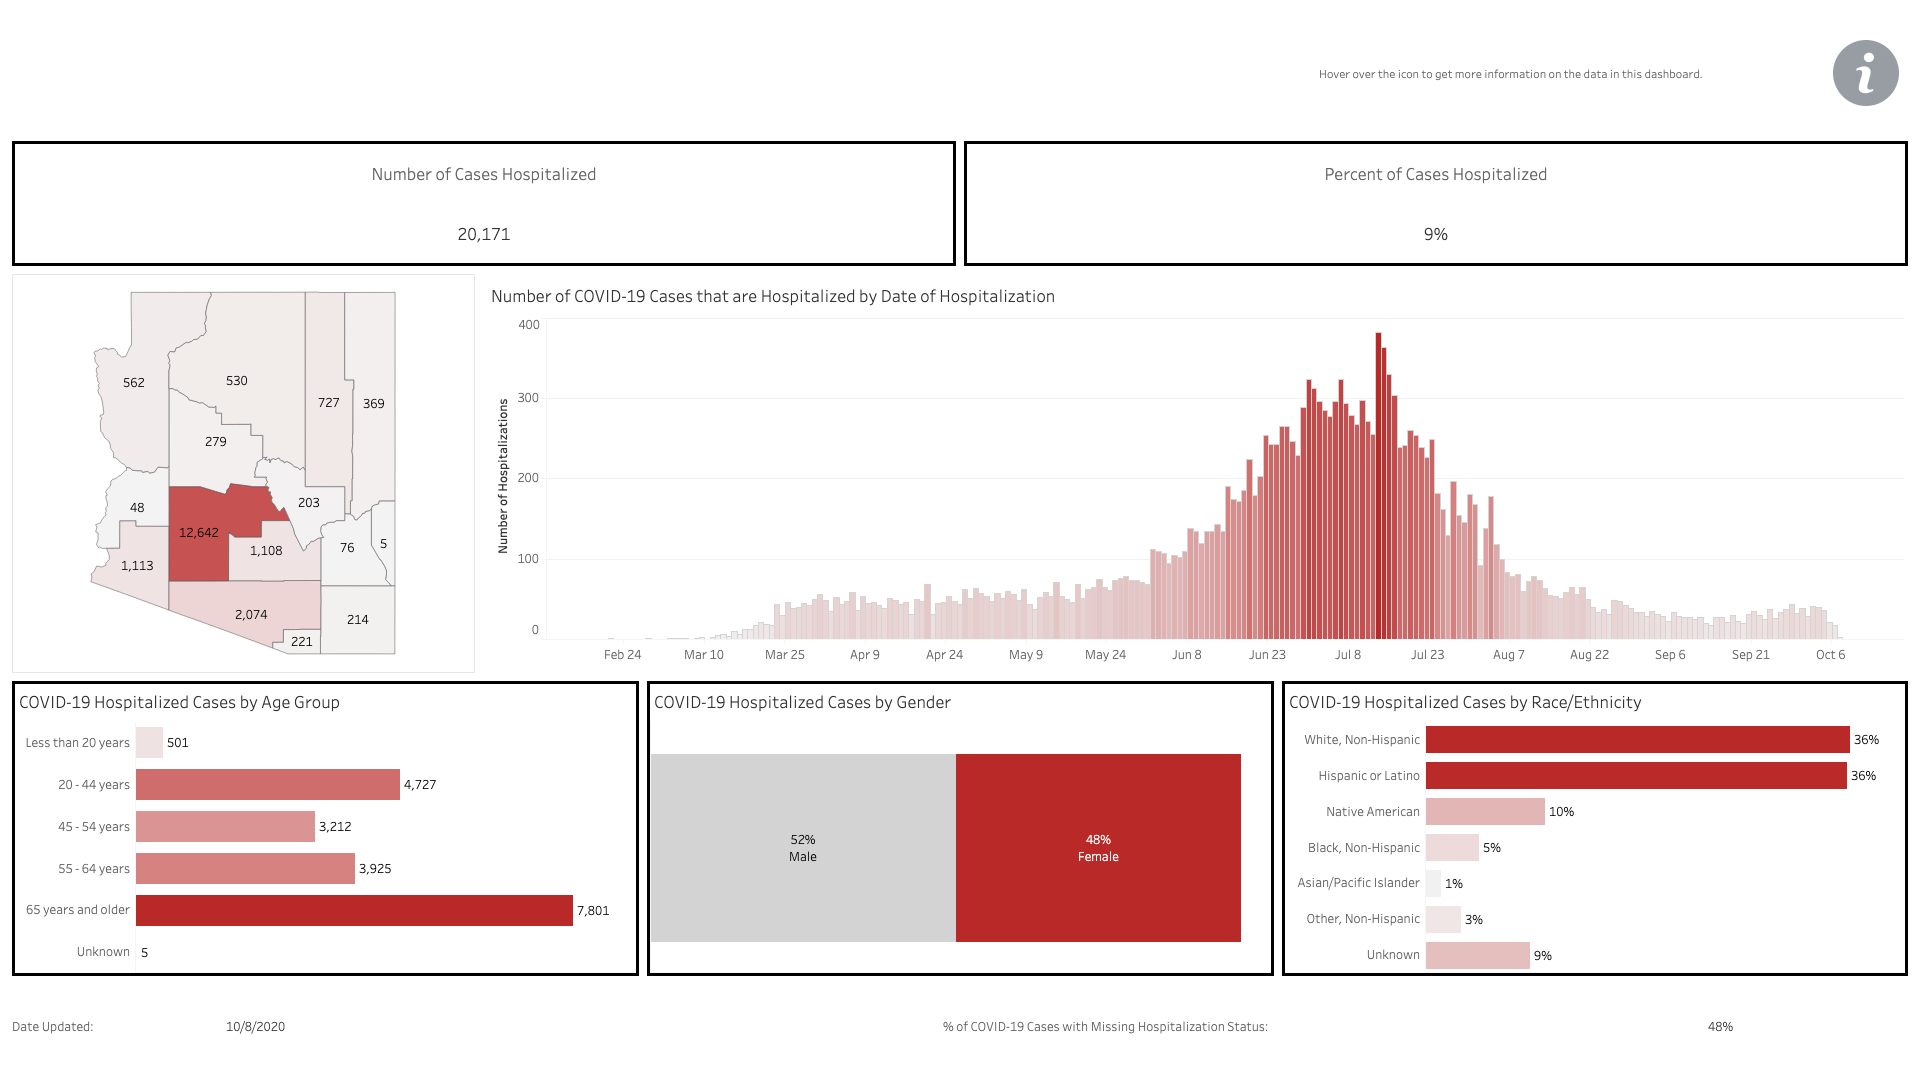 Hover over the icon to get more information on the data in this dashboard.
i
Number of Cases Hospitalized
20,171
Percent of Cases Hospitalized
9%
562
530
727
369
279
48
203
12,642
1,108
76
5
1,113
2,074
214
221
Number of COVID-19 Cases that are Hospitalized by Date of Hospitalization
Number of Hospitalizations
400
300
200
100
0
Feb 24
Mar 10
Mar 25
Apr 9
Apr 24
May 9
May 24
Jun 8
Jun 23
Jul 8
Jul 23
Aug 7
Aug 22
Sep 6
Sep 21
Oct 6
COVID-19 Hospitalized Cases by Age Group
Less than 20 years 501
20 - 44 years 4,727
45 - 54 years 3,212
55 - 64 years 3,925
65 years and older 7,801
Unknown 5
COVID-19 Hospitalized Cases by Gender
52%
Male
48%
Female
COVID-19 Hospitalized Cases by Race/Ethnicity
White, Non-Hispanic 36%
Hispanic or Latino 36%
Native American 10%
Black, Non-Hispanic 5%
Asian/Pacific Islander 1%
Other, Non-Hispanic 3%
Unknown 9%
Date Updated: 10/8/2020
% of COVID-19 Cases with Missing Hospitalization Status: 48%